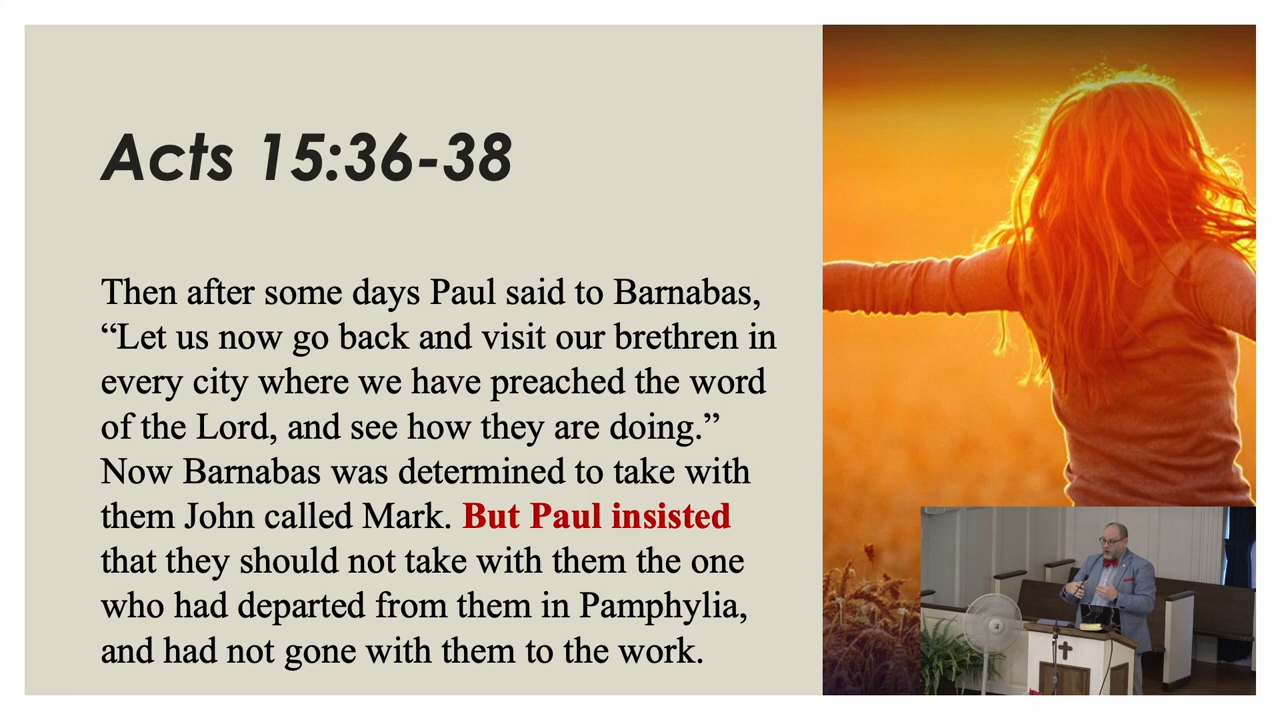 Acts 15:36-38
Then after some days Paul said to Barnabas,
“Let us now go back and visit our brethren in
every city where we have preached the word
of the Lord, and see how they are doing.”
Now Barnabas was determined to take with
them John called Mark. But Paul insisted
that they should not take with them the one
who had departed from them in Pamphylia,
and had not gone with them to the work.